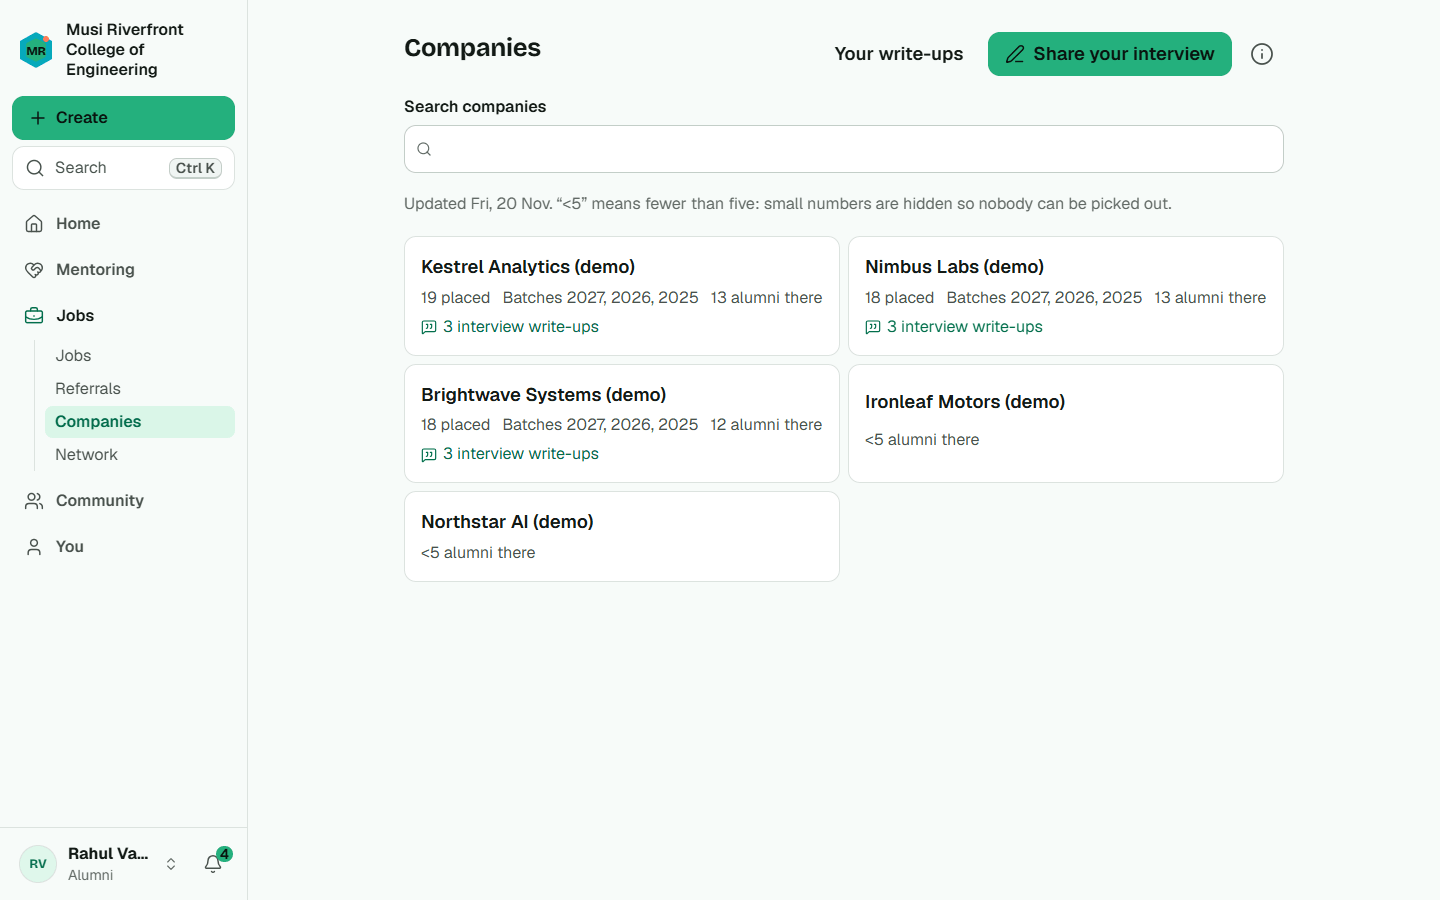 MR
Musi Riverfront
College of
Engineering
Create
Search Ctrl K
Home
Mentoring
Jobs
Jobs
Referrals
Companies
Network
Community
You
RV
Rahul Va...
Alumni
4
Companies
Your write-ups
Share your interview
Search companies
Updated Fri, 20 Nov. “<5” means fewer than five: small numbers are hidden so nobody can be picked out.
Kestrel Analytics (demo)
19 placed Batches 2027, 2026, 2025 13 alumni there
3 interview write-ups
Nimbus Labs (demo)
18 placed Batches 2027, 2026, 2025 13 alumni there
3 interview write-ups
Brightwave Systems (demo)
18 placed Batches 2027, 2026, 2025 12 alumni there
3 interview write-ups
Ironleaf Motors (demo)
<5 alumni there
Northstar AI (demo)
<5 alumni there